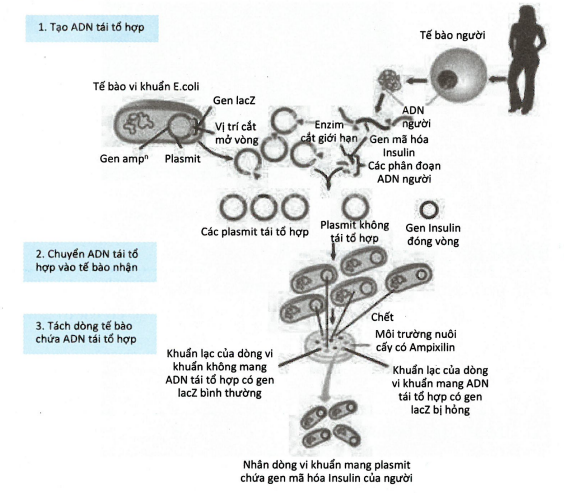 1. Tạo ADN tái tổ hợp
Tế bào người
Tế bào vi khuẩn E.coli
Gen lacZ
ADN
người
Vị trí cắt
mở vòng
Enzim
cắt giới hạn
Gen mã hóa
Insulin
Các phân đoạn
ADN người
Gen ampⁿ
Plasmit
Các plasmit tái tổ hợp
Plasmit không
tái tổ hợp
Gen Insulin
đóng vòng
2. Chuyển ADN tái tổ
hợp vào tế bào nhận
Chết
3. Tách dòng tế bào
chứa ADN tái tổ hợp
Môi trường nuôi
cấy có Ampixilin
Khuẩn lạc của dòng vi
khuẩn không mang
ADN tái tổ hợp có gen
lacZ bình thường
Khuẩn lạc của dòng
vi khuẩn mang ADN
tái tổ hợp có gen
lacZ bị hỏng
Nhân dòng vi khuẩn mang plasmit
chứa gen mã hóa Insulin của người